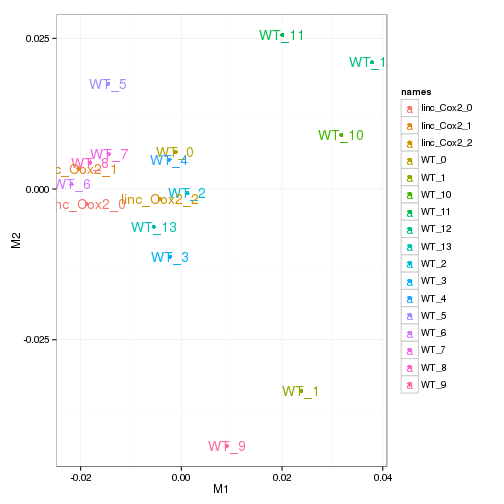 0.025
0.000
-0.025
M2
WT_11
WT_1
WT_5
WT_10
WT_0
WT_7
WT_4
WT_8
c_Cox2_1
WT_6
WT_2
linc_Cox2_2
nc_Cox2_0
WT_13
WT_3
WT_1
WT_9
-0.02
0.00
0.02
0.04
M1
names
a linc_Cox2_0
a linc_Cox2_1
a linc_Cox2_2
a WT_0
a WT_1
a WT_10
a WT_11
a WT_12
a WT_13
a WT_2
a WT_3
a WT_4
a WT_5
a WT_6
a WT_7
a WT_8
a WT_9